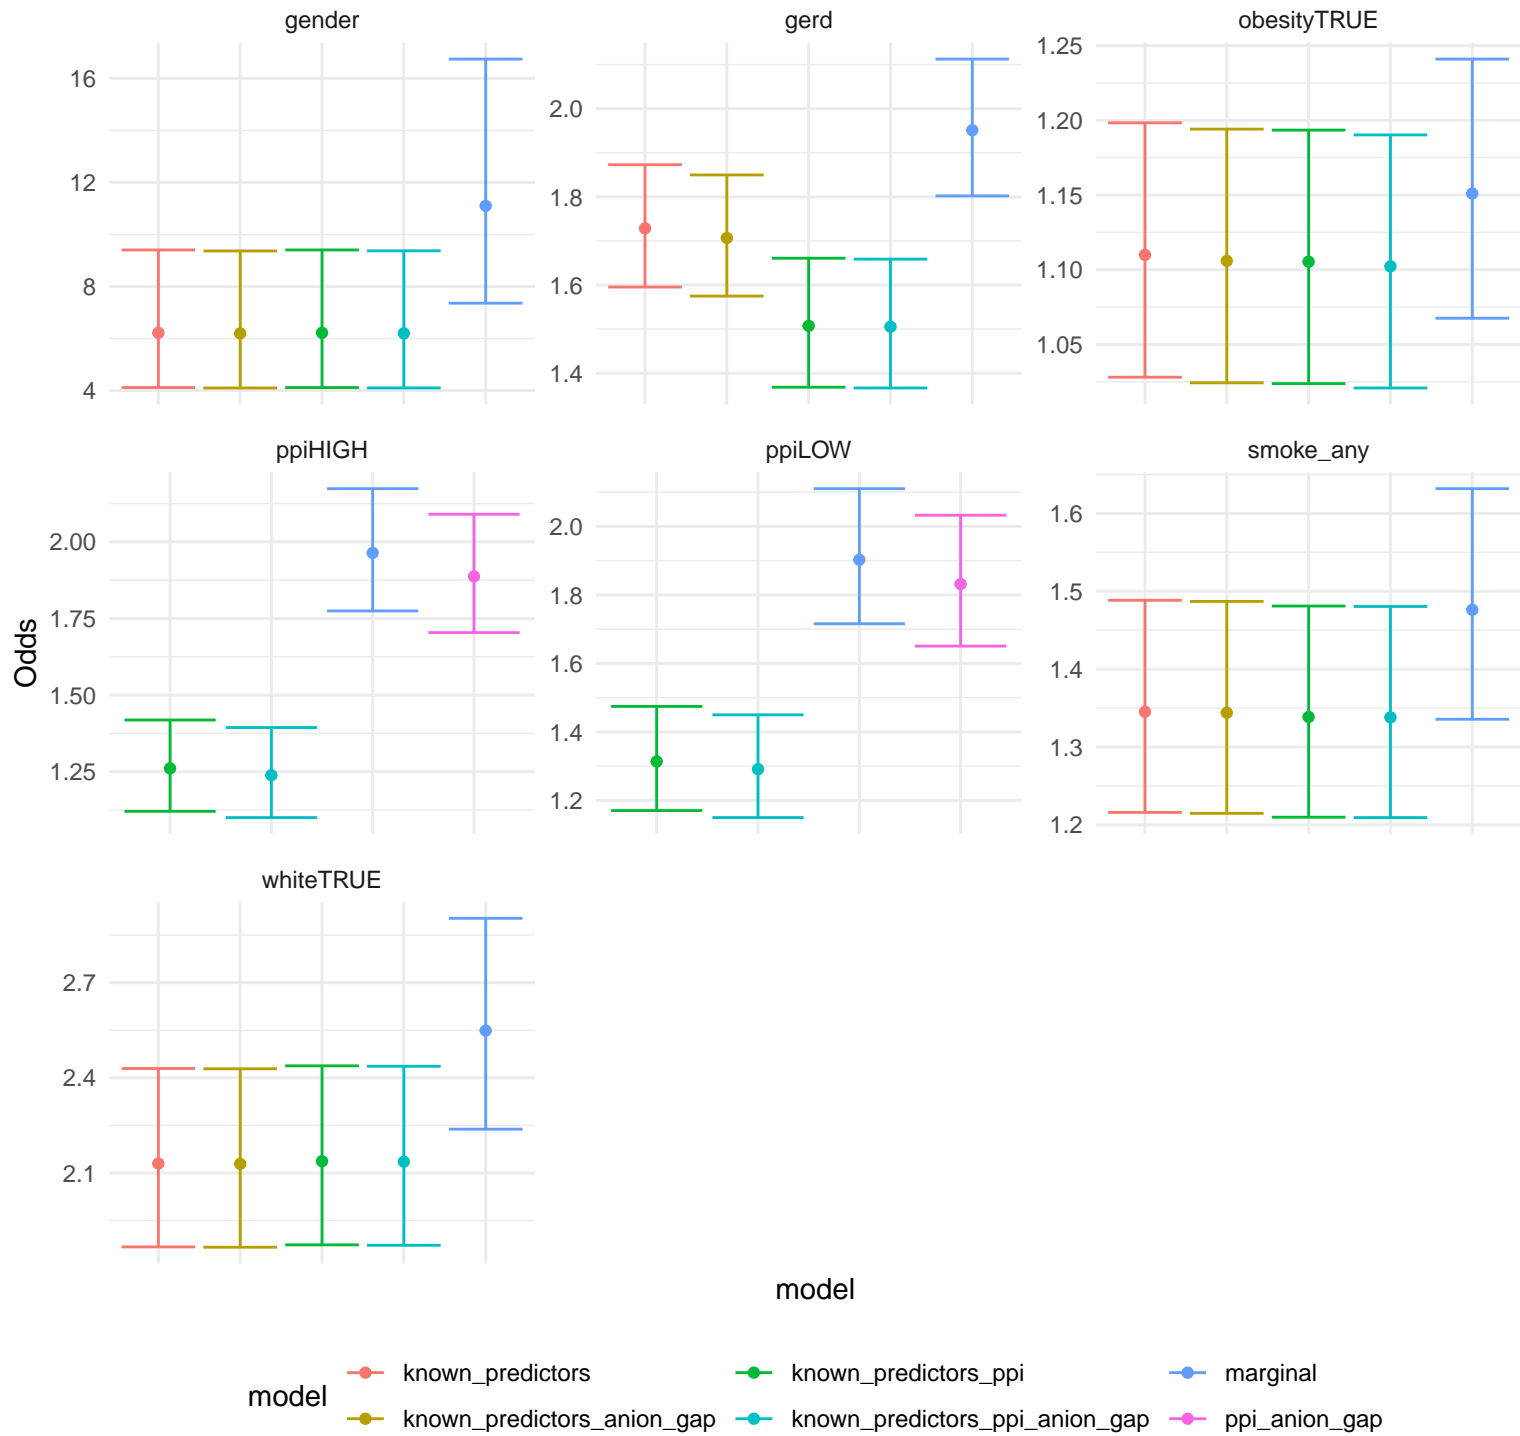 gender
gerd
obesityTRUE
16
12
8
4
2.0
1.8
1.6
1.4
1.25
1.20
1.15
1.10
1.05
ppiHIGH
ppiLOW
smoke_any
2.00
1.75
1.50
1.25
2.0
1.8
1.6
1.4
1.2
1.6
1.5
1.4
1.3
1.2
Odds
whiteTRUE
2.7
2.4
2.1
model
model
known_predictors
known_predictors_ppi
marginal
known_predictors_anion_gap
known_predictors_ppi_anion_gap
ppi_anion_gap